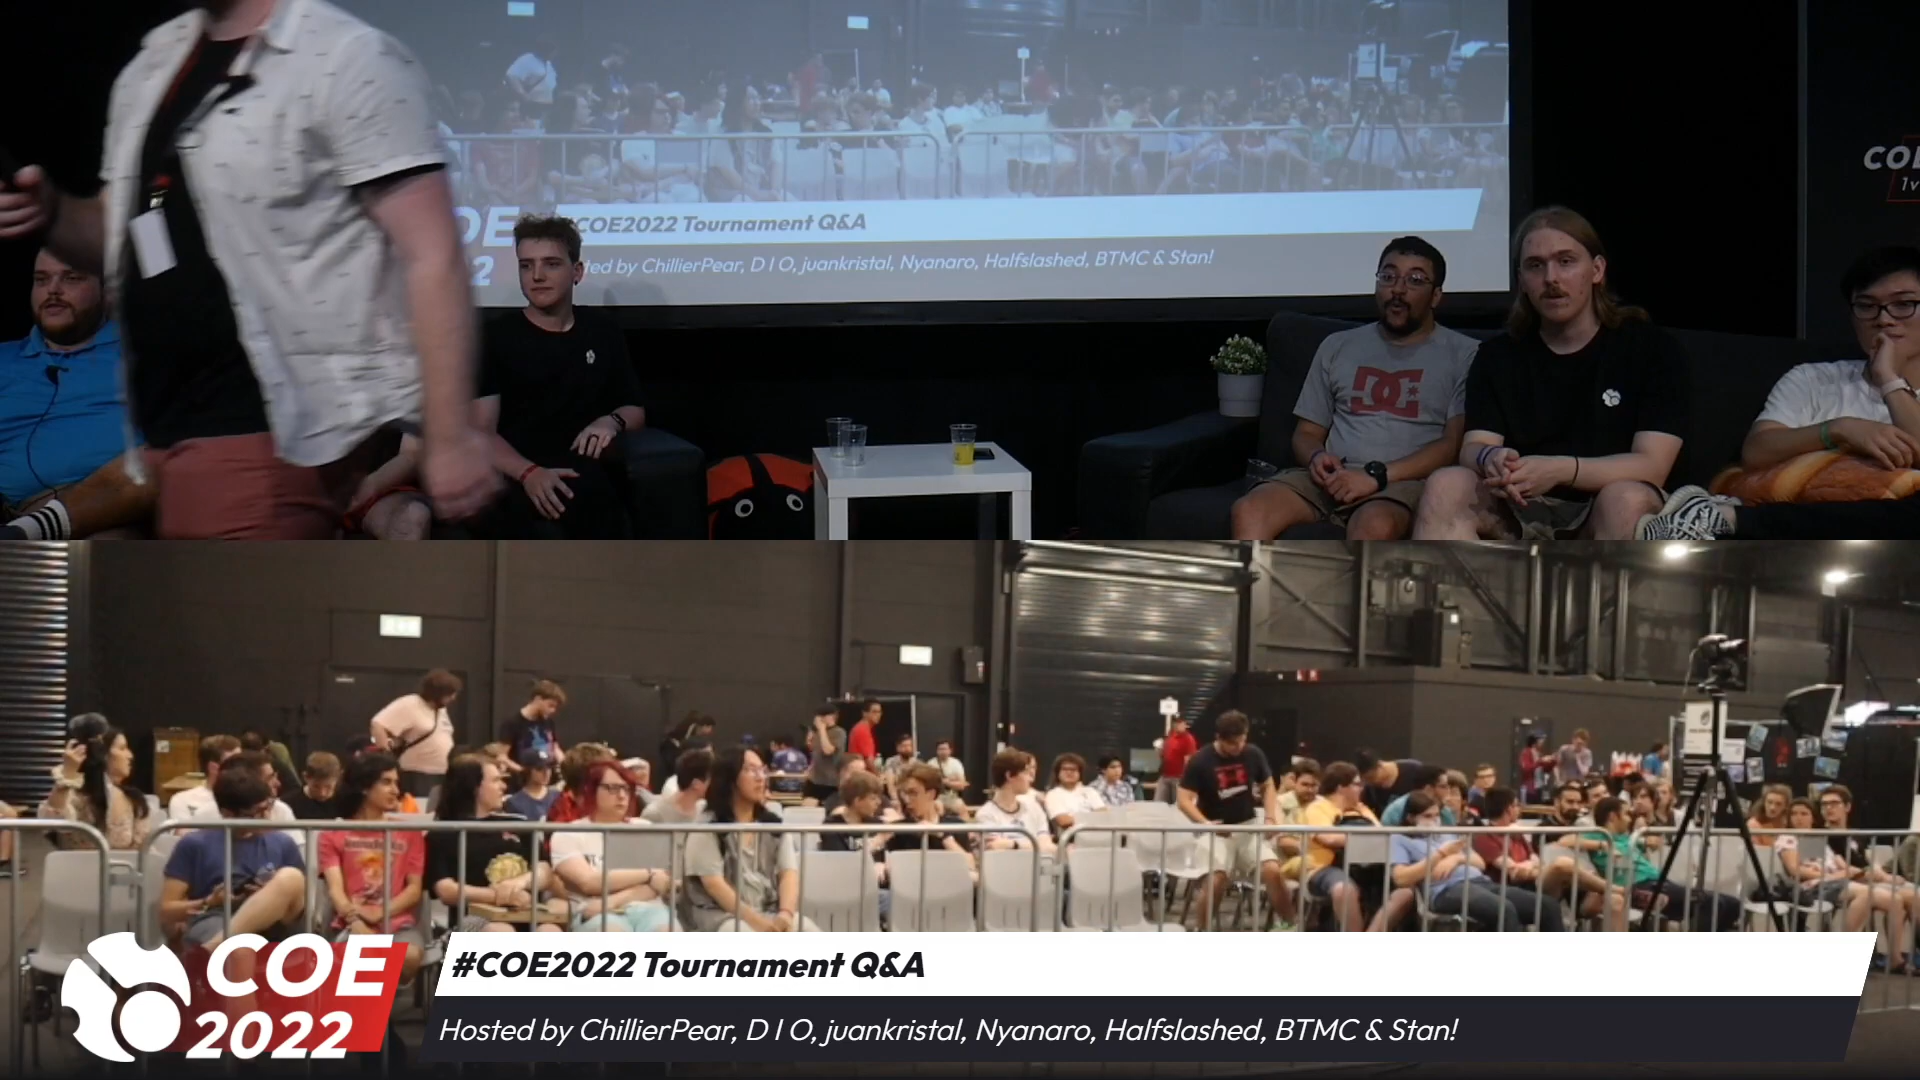 COE2022 Tournament Q&A
ted by ChillierPear, D I O, juankristal, Nyanaro, Halfslashed, BTMC & Stan!
DC
COE
2022
#COE2022 Tournament Q&A
Hosted by ChillierPear, D I O, juankristal, Nyanaro, Halfslashed, BTMC & Stan!